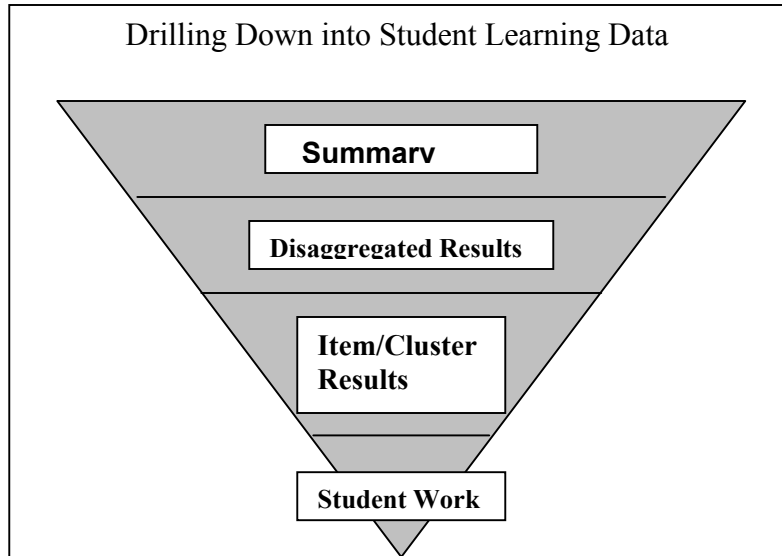 Drilling Down into Student Learning Data
Summary
Disaggregated Results
Item/Cluster
Results
Student Work